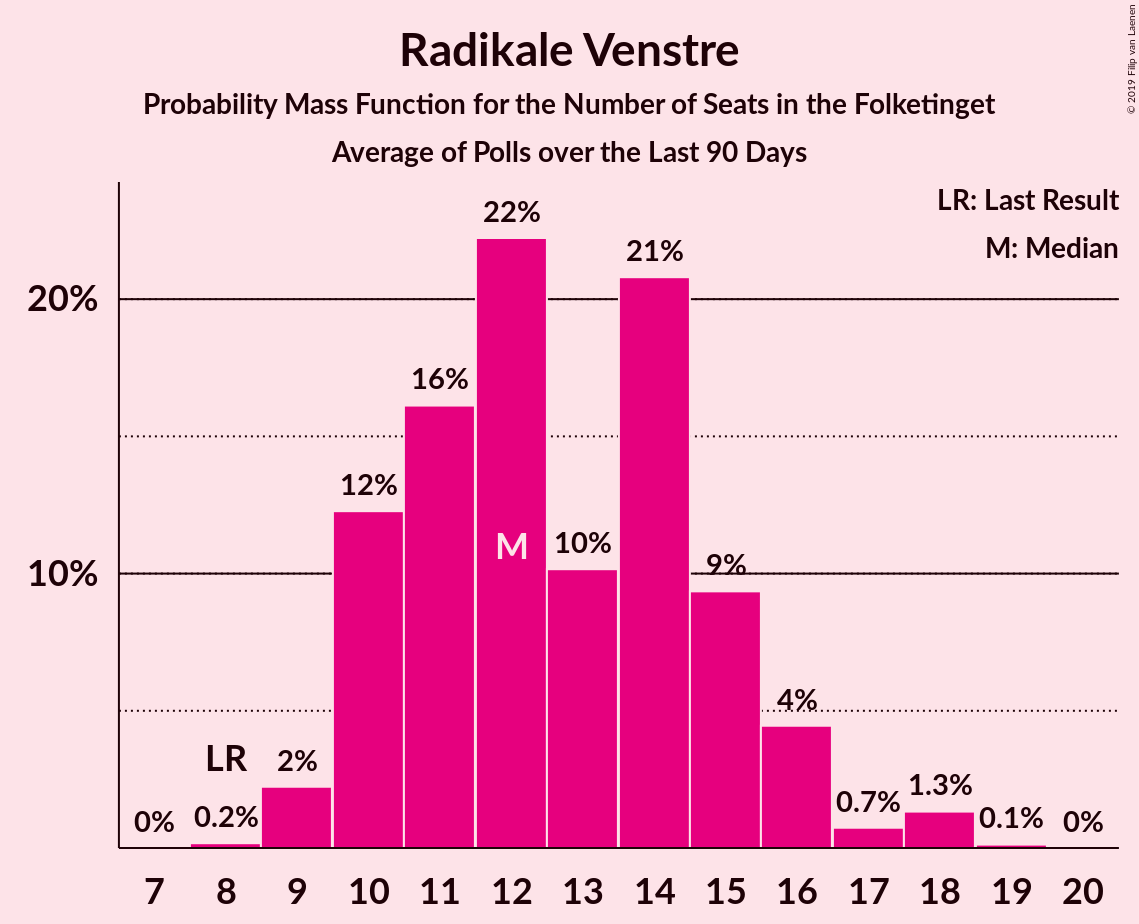 Radikale Venstre
Probability Mass Function for the Number of Seats in the Folketinget
Average of Polls over the Last 90 Days
© 2019 Filip van Laenen
LR: Last Result
M: Median
22%
21%
20%
16%
12%
10%
9%
10%
M
4%
LR
2%
1.3%
0.7%
0%
0.2%
0.1%
0%
7 8 9 10 11 12 13 14 15 16 17 18 19 20